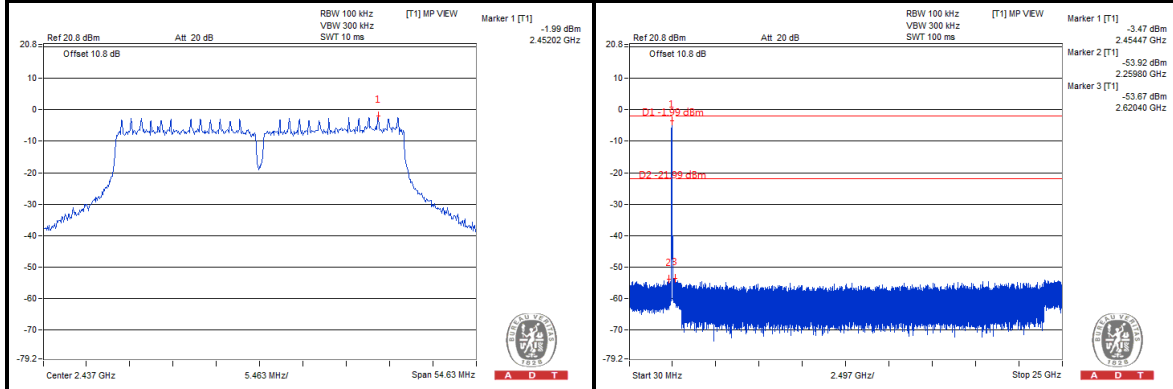 RBW 100 kHz [T1] MP VIEW
VBW 300 kHz
Ref 20.8 dBm Att 20 dB SWT 10 ms
Marker 1 [T1]
-1.99 dBm
2.45202 GHz
20.8
Offset 10.8 dB
10
0
-10
-20
-30
-40
-50
-60
-70
-79.2
1
Center 2.437 GHz 5.463 MHz/ Span 54.63 MHz
BUREAU VERITAS
1828
A D T
RBW 100 kHz [T1] MP VIEW
VBW 300 kHz
Ref 20.8 dBm Att 20 dB SWT 100 ms
Marker 1 [T1]
-3.47 dBm
2.45447 GHz
Marker 2 [T1]
-53.92 dBm
2.25980 GHz
Marker 3 [T1]
-53.67 dBm
2.62040 GHz
20.8
Offset 10.8 dB
10
0
-10
-20
-30
-40
-50
-60
-70
-79.2
1
D1 -1.99 dBm
D2 -21.99 dBm
2 3
Start 30 MHz 2.497 GHz/ Stop 25 GHz
BUREAU VERITAS
1828
A D T